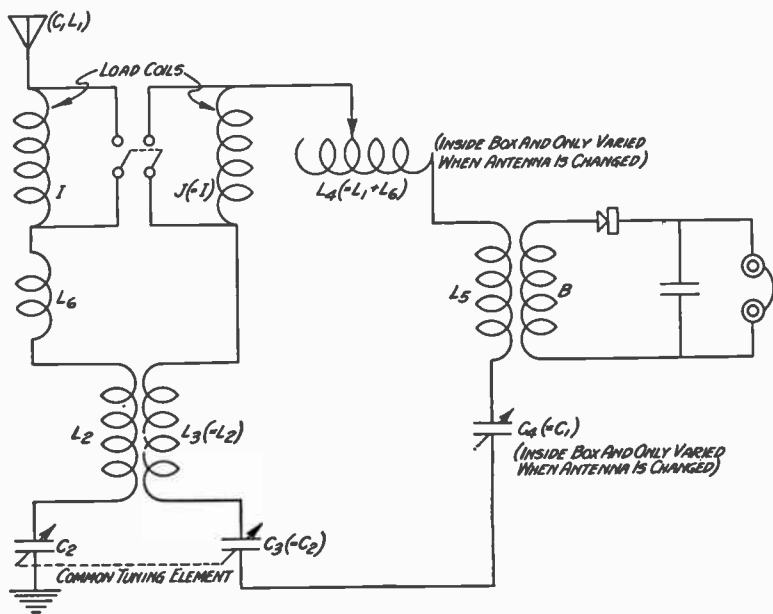 (C,L₁)
LOAD COILS
I
J(=I)
L₄(=L₁+L₆)
(INSIDE BOX AND ONLY VARIED
WHEN ANTENNA IS CHANGED)
L₆
L₅
B
L₂
L₃(=L₂)
C₄(=C₁)
(INSIDE BOX AND ONLY VARIED
WHEN ANTENNA IS CHANGED)
C₂
C₃(=C₂)
COMMON TUNING ELEMENT